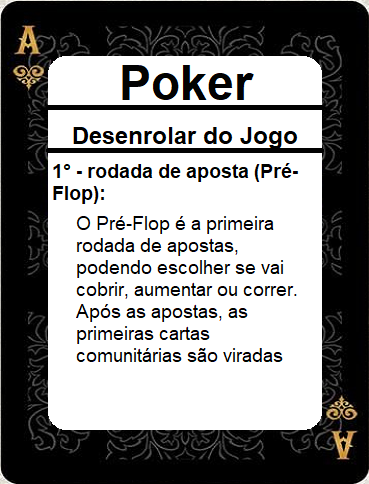 A
Poker
Desenrolar do Jogo
1° - rodada de aposta (Pré-
Flop):
O Pré-Flop é a primeira
rodada de apostas,
podendo escolher se vai
cobrir, aumentar ou correr.
Após as apostas, as
primeiras cartas
comunitárias são viradas
A